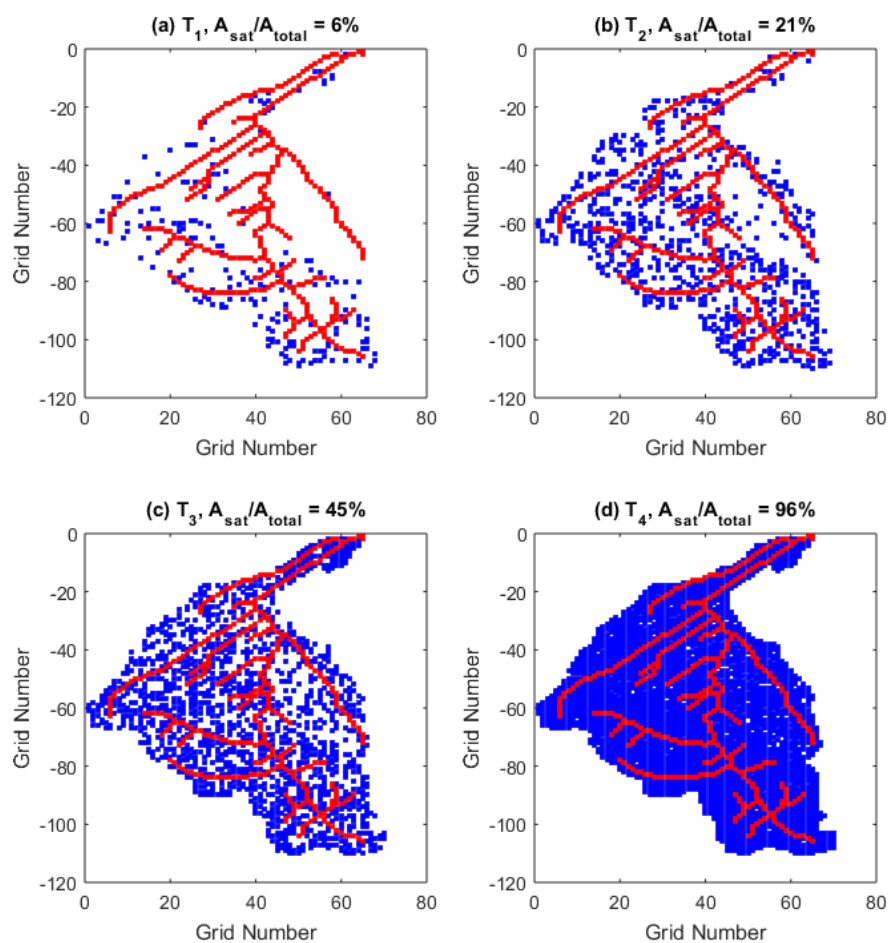 (a) T1, Asat/Atotal = 6%
0
-20
-40
-60
-80
-100
-120
Grid Number
0 20 40 60 80
Grid Number
(b) T2, Asat/Atotal = 21%
0
-20
-40
-60
-80
-100
-120
Grid Number
0 20 40 60 80
Grid Number
(c) T3, Asat/Atotal = 45%
0
-20
-40
-60
-80
-100
-120
Grid Number
0 20 40 60 80
Grid Number
(d) T4, Asat/Atotal = 96%
0
-20
-40
-60
-80
-100
-120
Grid Number
0 20 40 60 80
Grid Number